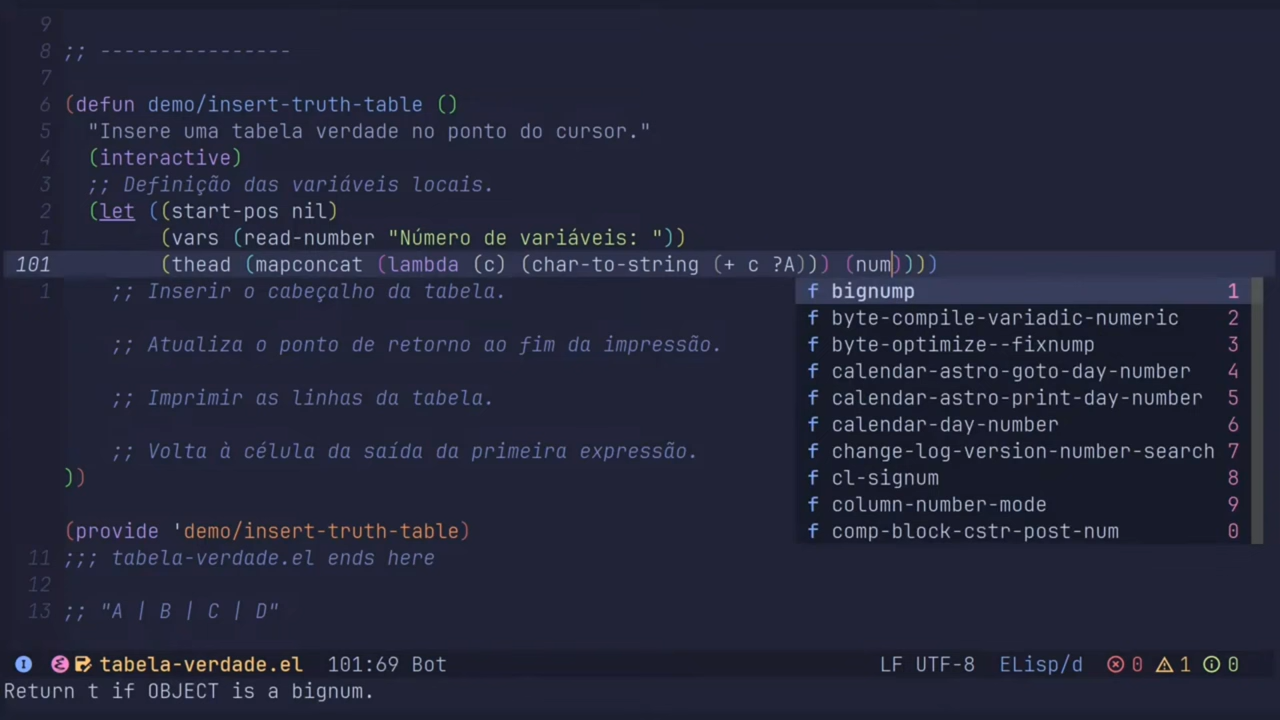 9
8 ;; ----------------
7
6 (defun demo/insert-truth-table ()
5 "Insere uma tabela verdade no ponto do cursor."
4 (interactive)
3 ;; Definição das variáveis locais.
2 (let ((start-pos nil)
1 (vars (read-number "Número de variáveis: "))
101 (thead (mapconcat (lambda (c) (char-to-string (+ c ?A))) (num))))
1 ;; Inserir o cabeçalho da tabela.
f bignump 1
f byte-compile-variadic-numeric 2
;; Atualiza o ponto de retorno ao fim da impressão.
f byte-optimize--fixnump 3
f calendar-astro-goto-day-number 4
;; Imprimir as linhas da tabela.
f calendar-astro-print-day-number 5
f calendar-day-number 6
;; Volta à célula da saída da primeira expressão.
f change-log-version-number-search 7
))
f cl-signum 8
f column-number-mode 9
(provide 'demo/insert-truth-table)
f comp-block-cstr-post-num 0
11 ;;; tabela-verdade.el ends here
12
13 ;; "A | B | C | D"
I tabela-verdade.el 101:69 Bot LF UTF-8 ELisp/d 0 1 0
Return t if OBJECT is a bignum.